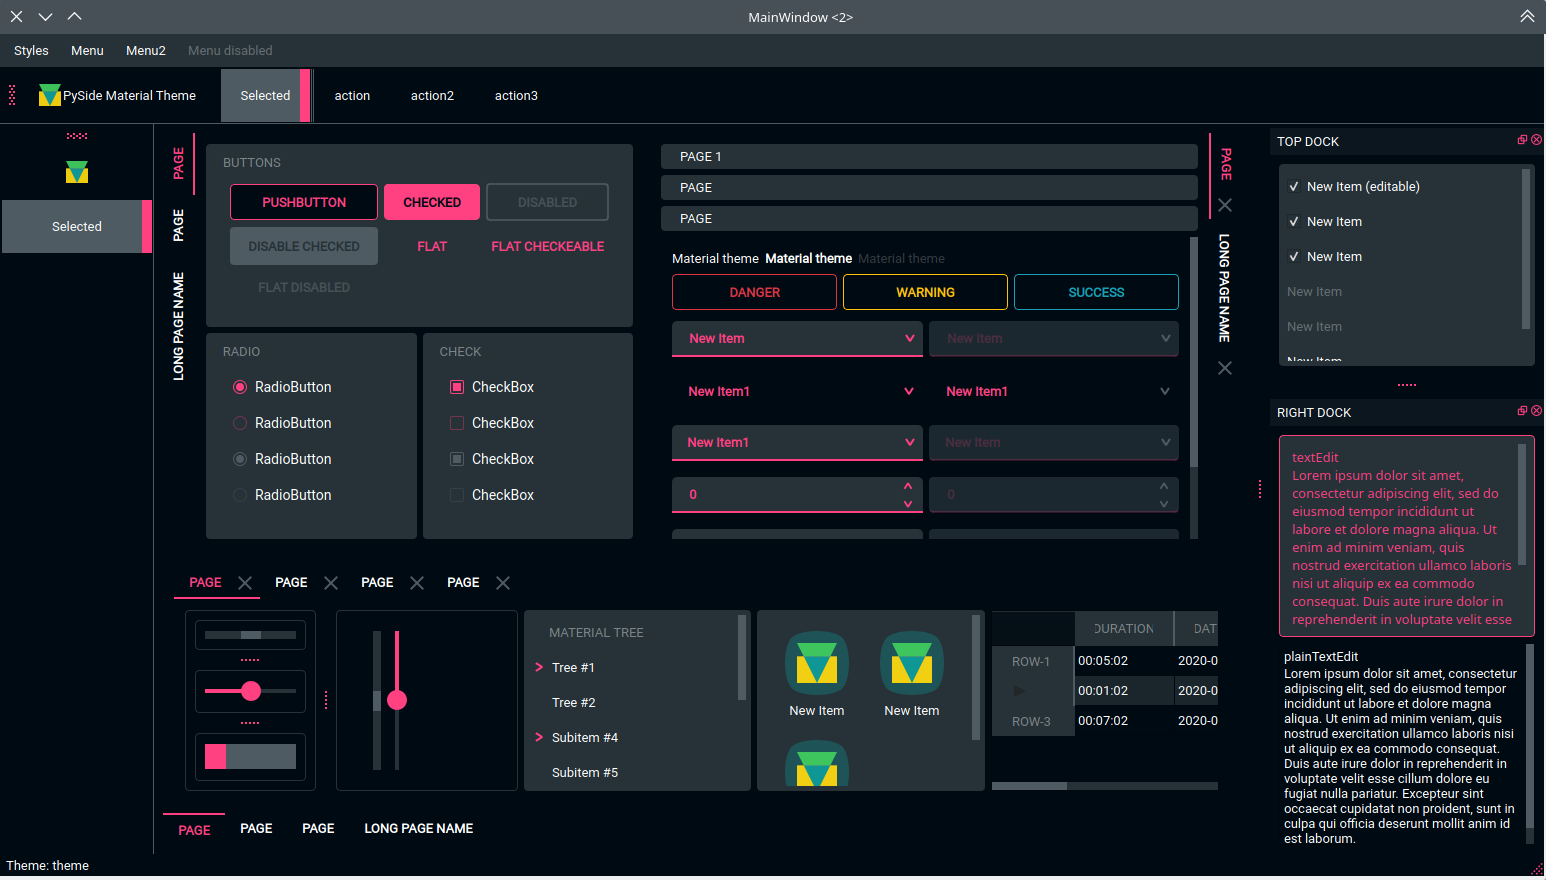 MainWindow <2>
Styles Menu Menu2 Menu disabled
PySide Material Theme Selected action action2 action3
Selected
PAGE
PAGE
LONG PAGE NAME
BUTTONS
PUSHBUTTON CHECKED DISABLED
DISABLE CHECKED FLAT FLAT CHECKEABLE
FLAT DISABLED
RADIO
RadioButton
RadioButton
RadioButton
RadioButton
CHECK
CheckBox
CheckBox
CheckBox
CheckBox
PAGE 1
PAGE
PAGE
Material theme Material theme Material theme
DANGER WARNING SUCCESS
New Item New Item
New Item1 New Item1
New Item1 New Item
0 0
PAGE
LONG PAGE NAME
TOP DOCK
New Item (editable)
New Item
New Item
New Item
New Item
New Item
RIGHT DOCK
textEdit
Lorem ipsum dolor sit amet,
consectetur adipiscing elit, sed do
eiusmod tempor incididunt ut
labore et dolore magna aliqua. Ut
enim ad minim veniam, quis
nostrud exercitation ullamco laboris
nisi ut aliquip ex ea commodo
consequat. Duis aute irure dolor in
reprehenderit in voluptate velit esse
plainTextEdit
Lorem ipsum dolor sit amet, consectetur
adipiscing elit, sed do eiusmod tempor
incididunt ut labore et dolore magna
aliqua. Ut enim ad minim veniam, quis
nostrud exercitation ullamco laboris nisi
ut aliquip ex ea commodo consequat.
Duis aute irure dolor in reprehenderit in
voluptate velit esse cillum dolore eu
fugiat nulla pariatur. Excepteur sint
occaecat cupidatat non proident, sunt in
culpa qui officia deserunt mollit anim id
est laborum.
PAGE PAGE PAGE PAGE
MATERIAL TREE
Tree #1
Tree #2
Subitem #4
Subitem #5
New Item New Item
DURATION DAT
ROW-1 00:05:02 2020-0
00:01:02 2020-0
ROW-3 00:07:02 2020-0
PAGE PAGE PAGE LONG PAGE NAME
Theme: theme